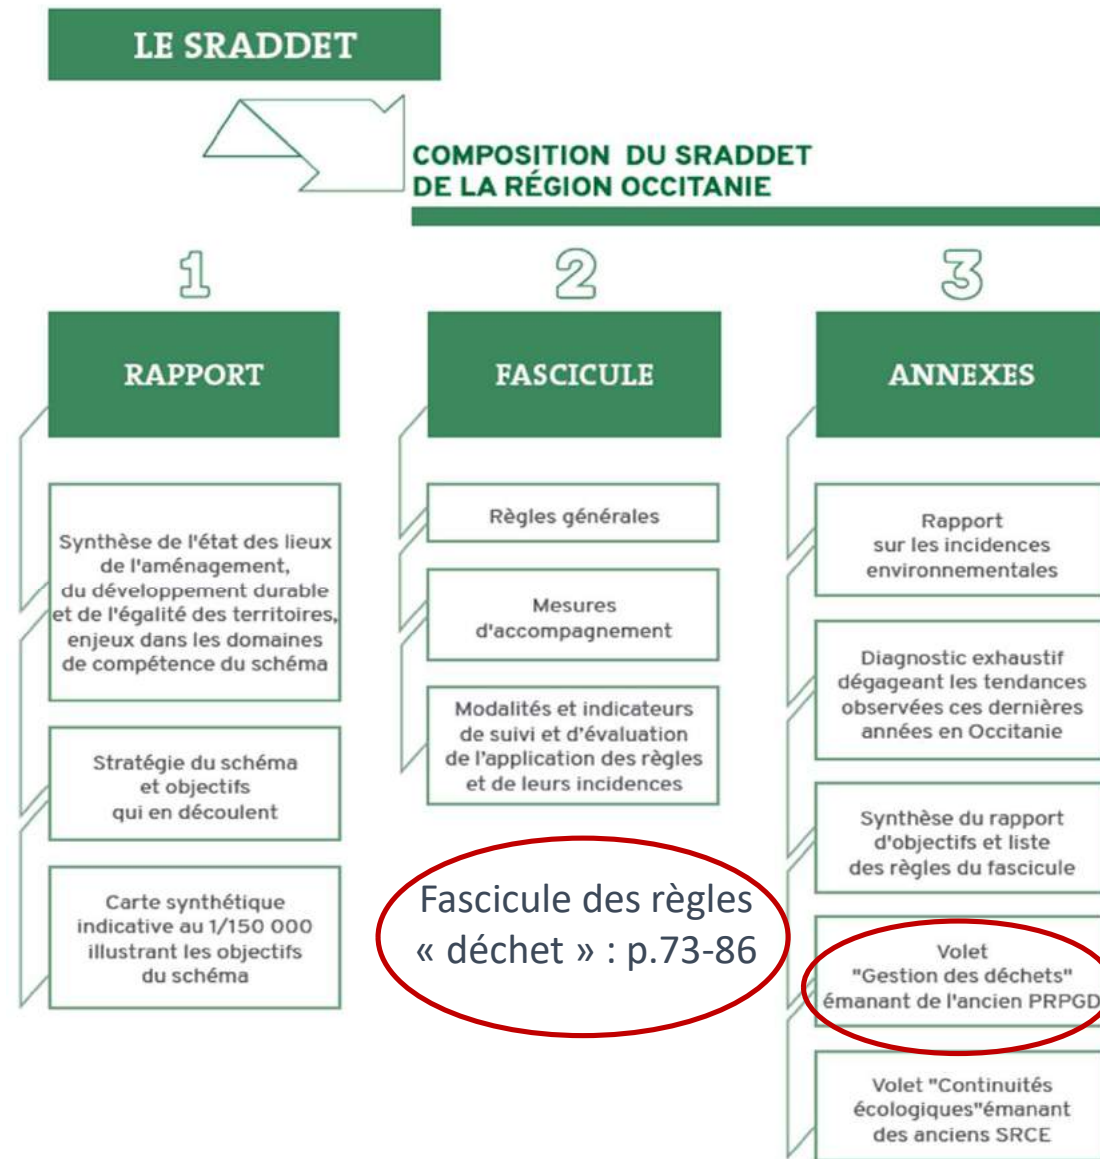 LE SRADDET
COMPOSITION DU SRADDET
DE LA RÉGION OCCITANIE
1
RAPPORT
Synthèse de l'état des lieux
de l'aménagement,
du développement durable
et de l'égalité des territoires,
enjeux dans les domaines
de compétence du schéma
Stratégie du schéma
et objectifs
qui en découlent
Carte synthétique
indicative au 1/150 000
illustrant les objectifs
du schéma
2
FASCICULE
Règles générales
Mesures
d'accompagnement
Modalités et indicateurs
de suivi et d'évaluation
de l'application des règles
et de leurs incidences
Fascicule des règles
« déchet » : p.73-86
3
ANNEXES
Rapport
sur les incidences
environnementales
Diagnostic exhaustif
dégageant les tendances
observées ces dernières
années en Occitanie
Synthèse du rapport
d'objectifs et liste
des règles du fascicule
Volet
"Gestion des déchets"
émanant de l'ancien PRPGD
Volet "Continuités
écologiques"émanant
des anciens SRCE